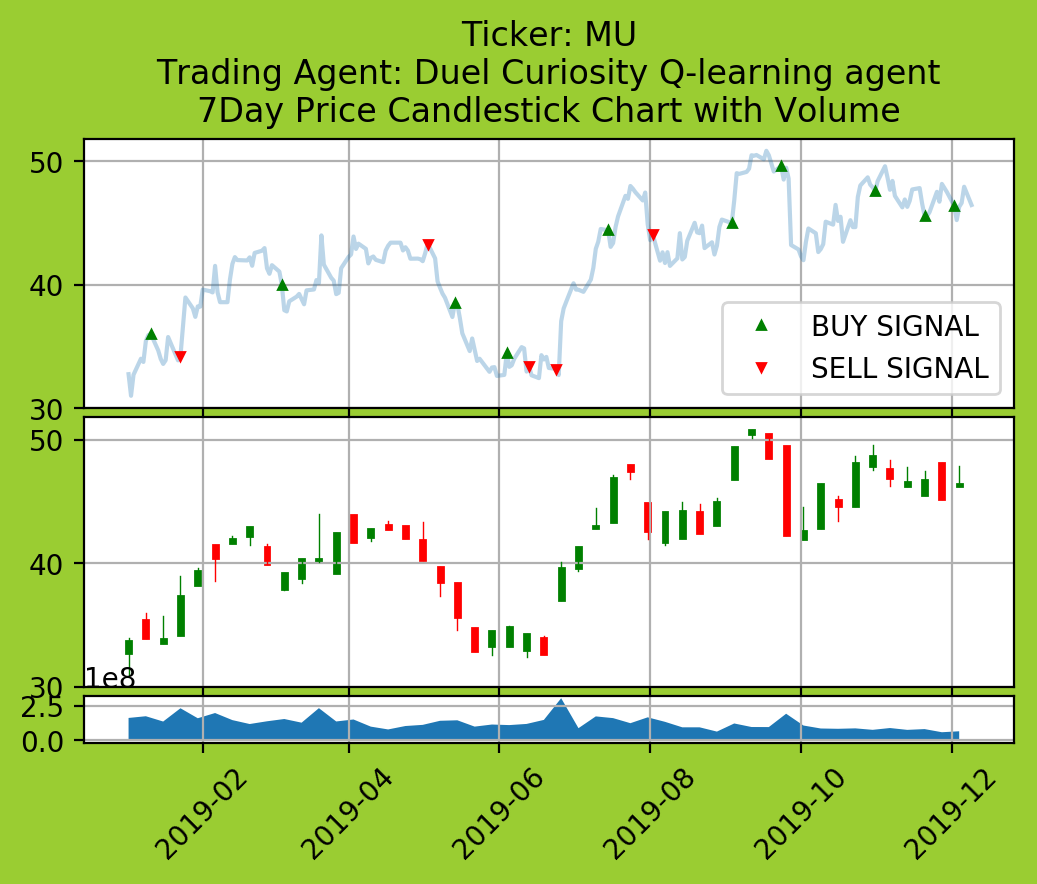 Ticker: MU
Trading Agent: Duel Curiosity Q-learning agent
7Day Price Candlestick Chart with Volume
50
40
30
BUY SIGNAL
SELL SIGNAL
50
40
30
1e8
2.5
0.0
2019-02
2019-04
2019-06
2019-08
2019-10
2019-12